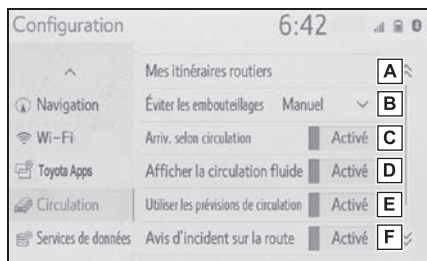 Configuration 6:42
Mes itinéraires routiers A
Navigation Éviter les embouteillages Manuel B
Wi-Fi Arriv. selon circulation Activé C
Toyota Apps Afficher la circulation fluide Activé D
Circulation Utiliser les prévisions de circulation Activé E
Services de données Avis d'incident sur la route Activé F